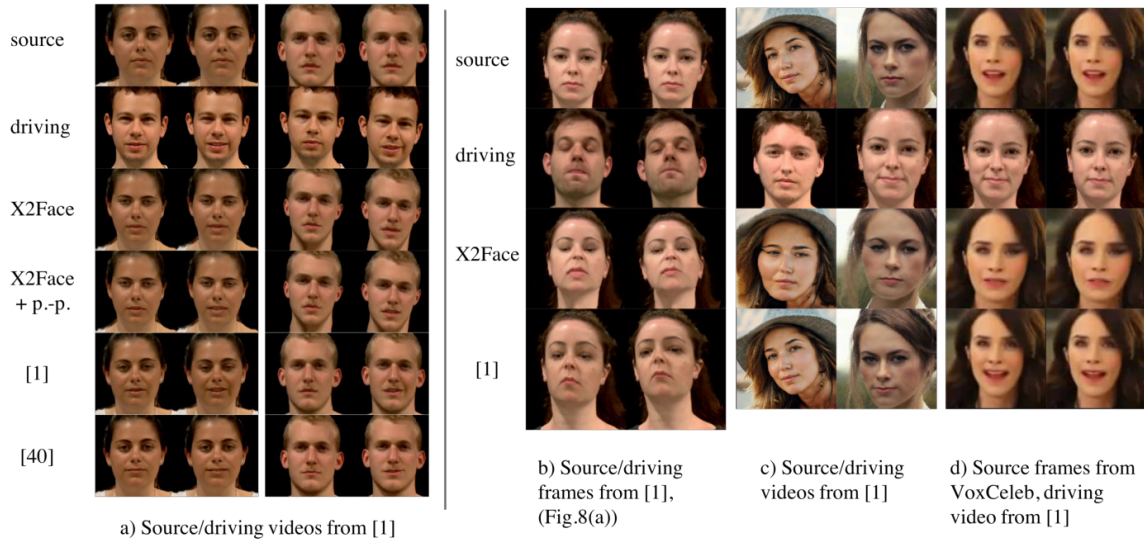 source
driving
X2Face
X2Face
+ p.-p.
[1]
[40]
a) Source/driving videos from [1]
source
driving
X2Face
[1]
b) Source/driving
frames from [1],
(Fig.8(a))
c) Source/driving
videos from [1]
d) Source frames from
VoxCeleb, driving
video from [1]